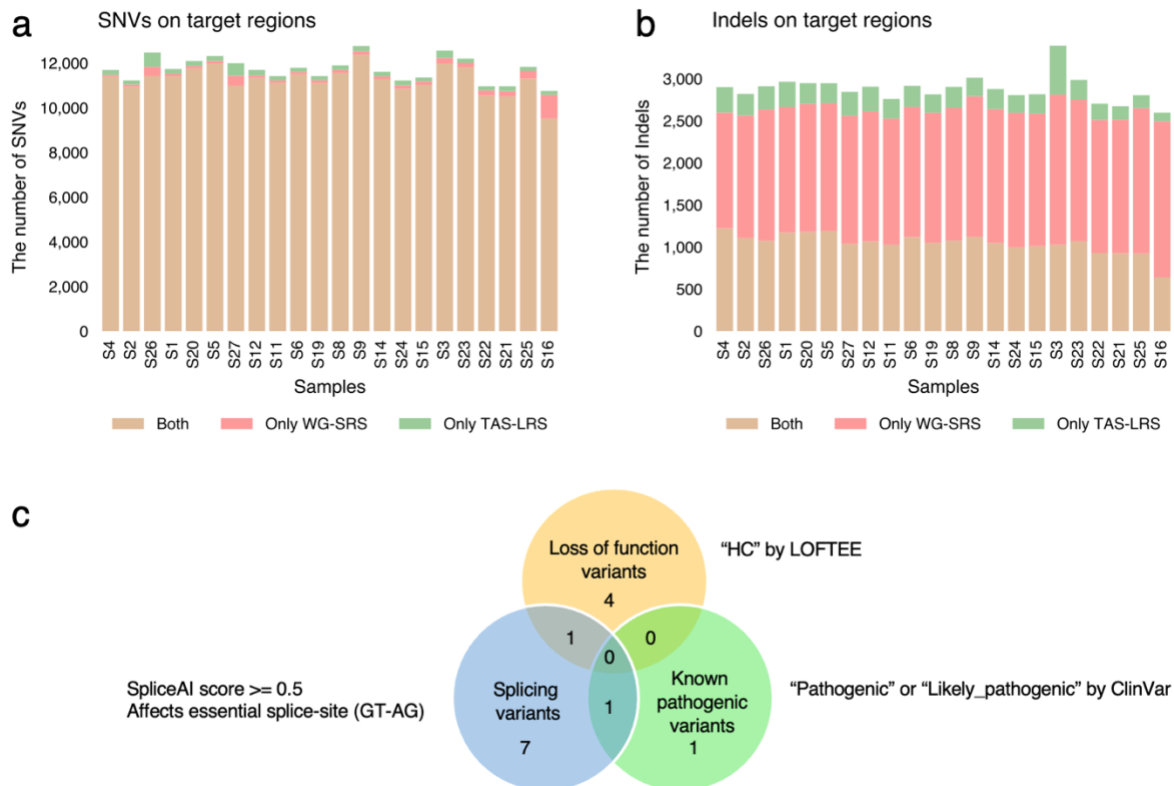 a
SNVs on target regions
The number of SNVs
12,000
10,000
8,000
6,000
4,000
2,000
0
S4 S2 S26 S1 S20 S5 S27 S12 S11 S6 S19 S8 S9 S14 S24 S15 S3 S23 S22 S21 S25 S16
Samples
Both Only WG-SRS Only TAS-LRS
b
Indels on target regions
The number of Indels
3,000
2,500
2,000
1,500
1,000
500
0
S4 S2 S26 S1 S20 S5 S27 S12 S11 S6 S19 S8 S9 S14 S24 S15 S3 S23 S22 S21 S25 S16
Samples
Both Only WG-SRS Only TAS-LRS
c
Loss of function
variants
4
“HC” by LOFTEE
1
0
0
SpliceAI score >= 0.5
Affects essential splice-site (GT-AG)
Splicing
variants
7
1
Known
pathogenic
variants
1
“Pathogenic” or “Likely_pathogenic” by ClinVar